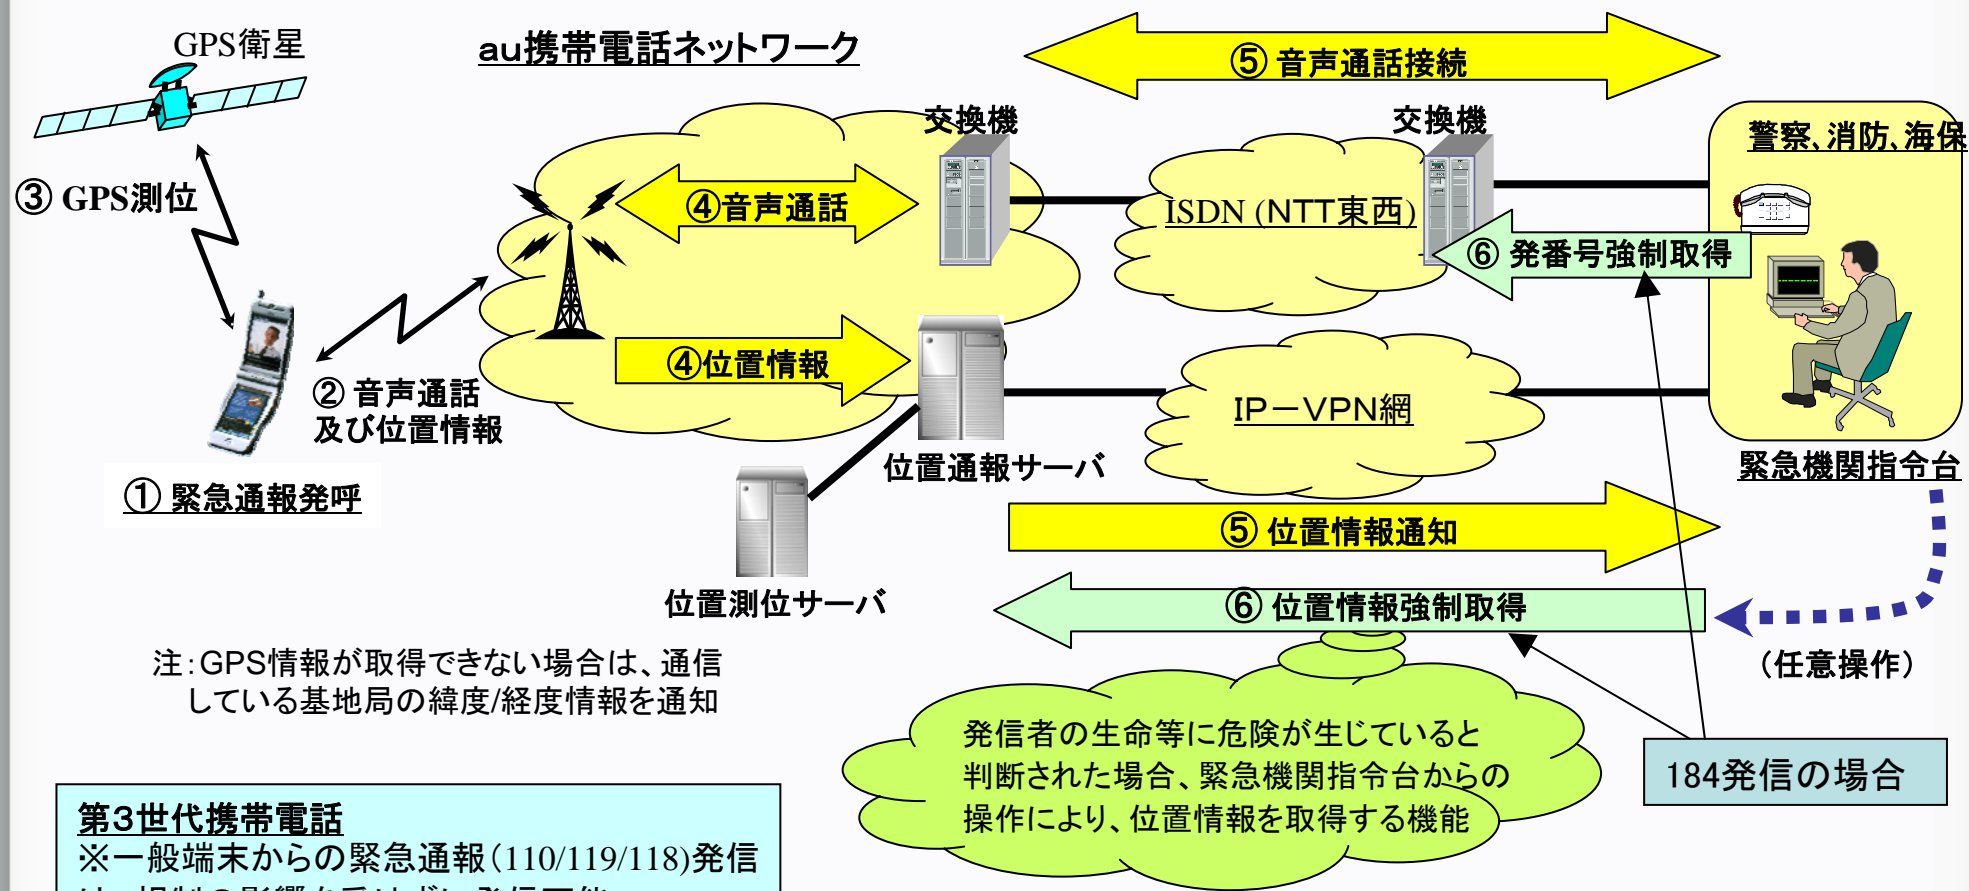 GPS衛星
au携帯電話ネットワーク
⑤ 音声通話接続
交換機
交換機
警察、消防、海保
③ GPS測位
④音声通話
ISDN (NTT東西)
⑥ 発番号強制取得
④位置情報
② 音声通話
及び位置情報
IP－VPN網
位置通報サーバ
緊急機関指令台
① 緊急通報発呼
⑤ 位置情報通知
位置測位サーバ
⑥ 位置情報強制取得
（任意操作）
注：GPS情報が取得できない場合は、通信
している基地局の緯度/経度情報を通知
発信者の生命等に危険が生じていると
判断された場合、緊急機関指令台からの
操作により、位置情報を取得する機能
184発信の場合
第３世代携帯電話
※一般端末からの緊急通報（110/119/118)発信